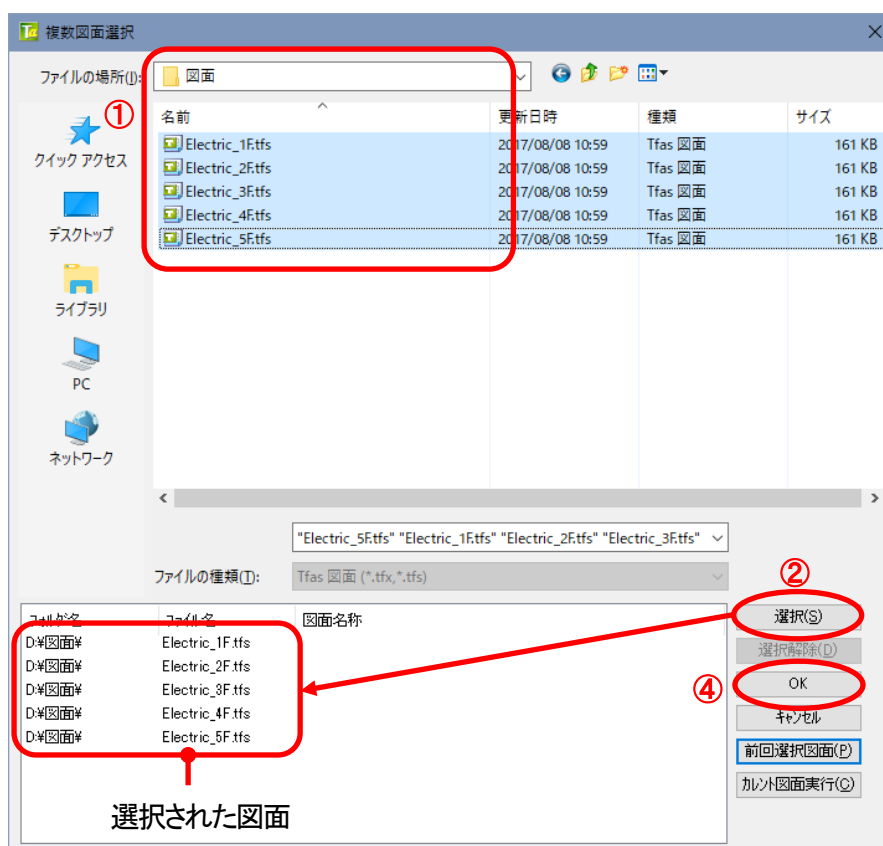 複数図面選択
ファイルの場所(I):
図面
①
名前 更新日時 種類 サイズ
Electric_1F.tfs 2017/08/08 10:59 Tfas 図面 161 KB
Electric_2F.tfs 2017/08/08 10:59 Tfas 図面 161 KB
Electric_3F.tfs 2017/08/08 10:59 Tfas 図面 161 KB
Electric_4F.tfs 2017/08/08 10:59 Tfas 図面 161 KB
Electric_5F.tfs 2017/08/08 10:59 Tfas 図面 161 KB
クイック アクセス
デスクトップ
ライブラリ
PC
ネットワーク
"Electric_5F.tfs" "Electric_1F.tfs" "Electric_2F.tfs" "Electric_3F.tfs"
ファイルの種類(T): Tfas 図面 (*.tfx,*.tfs)
②
フォルダ名 ファイル名 図面名称
D:¥図面¥ Electric_1F.tfs
D:¥図面¥ Electric_2F.tfs
D:¥図面¥ Electric_3F.tfs
D:¥図面¥ Electric_4F.tfs
D:¥図面¥ Electric_5F.tfs
選択(S)
選択解除(D)
④
OK
キャンセル
前回選択図面(P)
カレント図面実行(C)
選択された図面